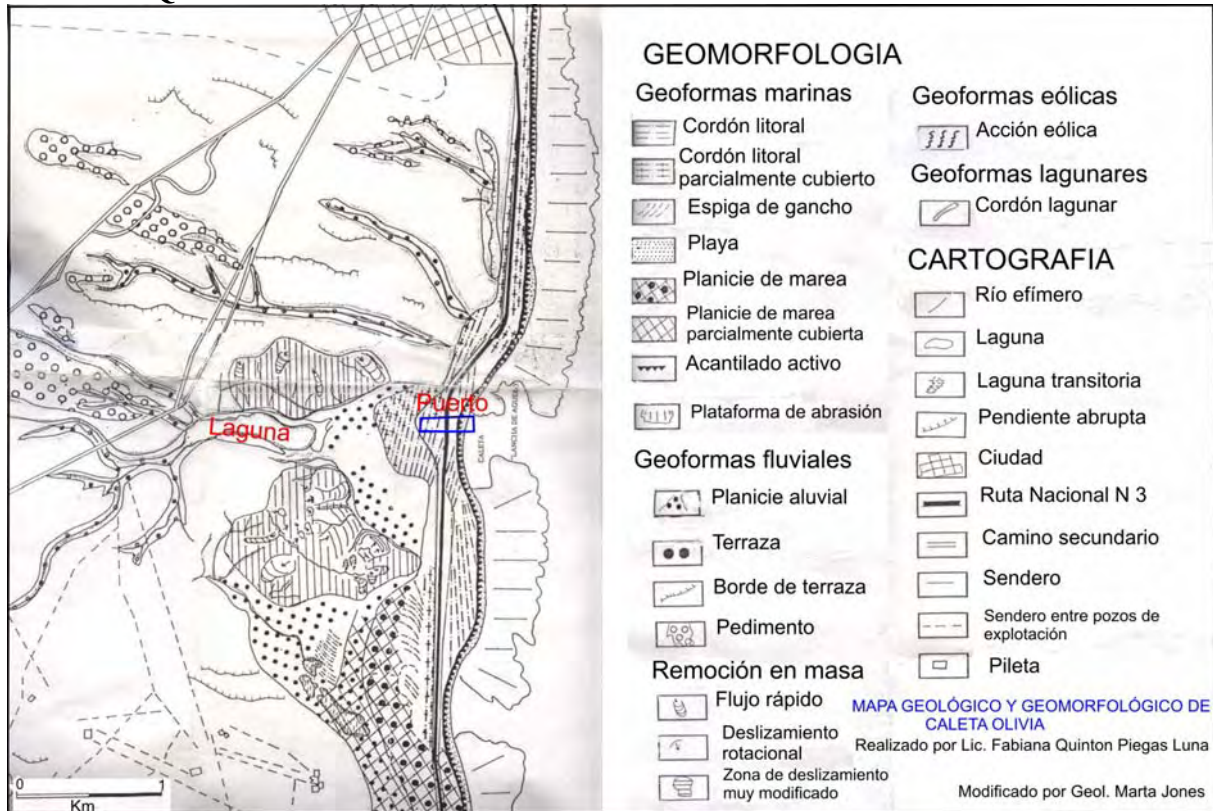 Puerto
Laguna
CALETA
LANCHA DE AGUERA
0
1
Km
GEOMORFOLOGIA
Geoformas marinas
Cordón litoral
Cordón litoral
parcialmente cubierto
Espiga de gancho
Playa
Planicie de marea
Planicie de marea
parcialmente cubierta
Acantilado activo
Plataforma de abrasión
Geoformas fluviales
Planicie aluvial
Terraza
Borde de terraza
Pedimento
Remoción en masa
Flujo rápido
Deslizamiento
rotacional
Zona de deslizamiento
muy modificado
Geoformas eólicas
Acción eólica
Geoformas lagunares
Cordón lagunar
CARTOGRAFIA
Río efímero
Laguna
Laguna transitoria
Pendiente abrupta
Ciudad
Ruta Nacional N 3
Camino secundario
Sendero
Sendero entre pozos de
explotación
Pileta
MAPA GEOLÓGICO Y GEOMORFOLÓGICO DE
CALETA OLIVIA
Realizado por Lic. Fabiana Quinton Piegas Luna
Modificado por Geol. Marta Jones